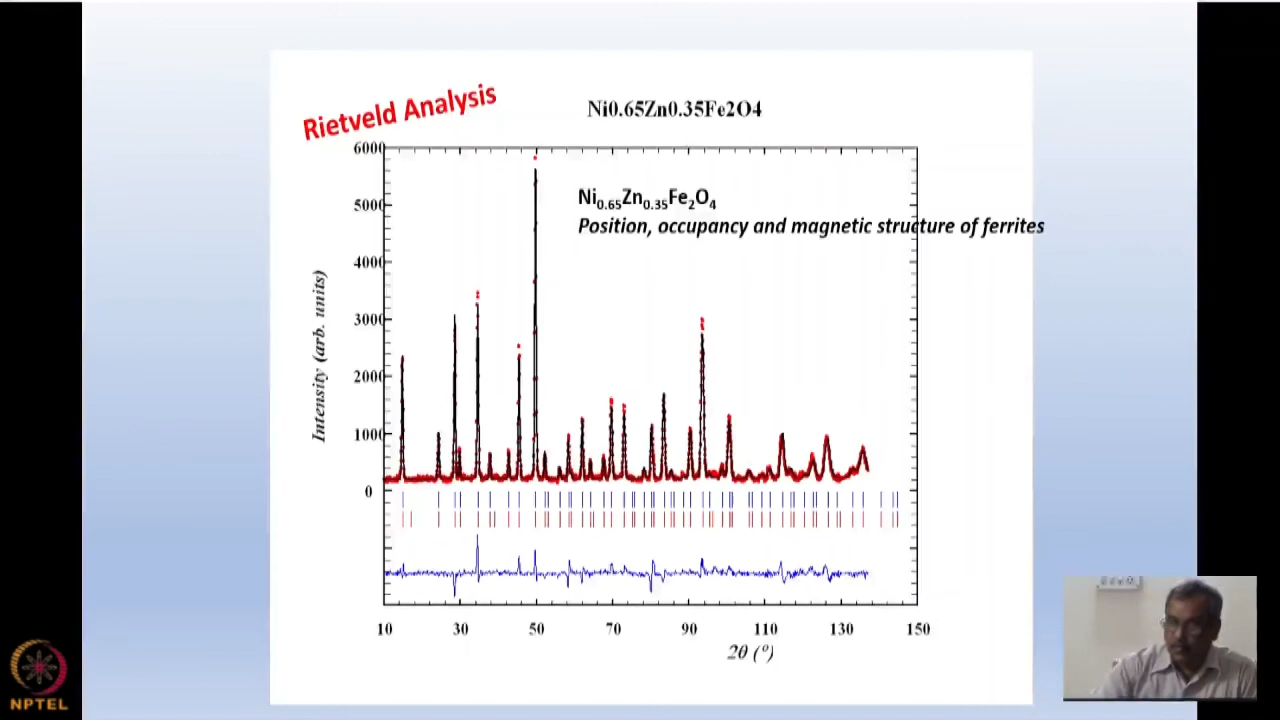 Rietveld Analysis
Ni0.65Zn0.35Fe2O4
6000
Ni0.65Zn0.35Fe2O4
5000
Position, occupancy and magnetic structure of ferrites
4000
3000
2000
1000
0
Intensity (arb. units)
10 30 50 70 90 110 130 150
2θ (°)
NPTEL